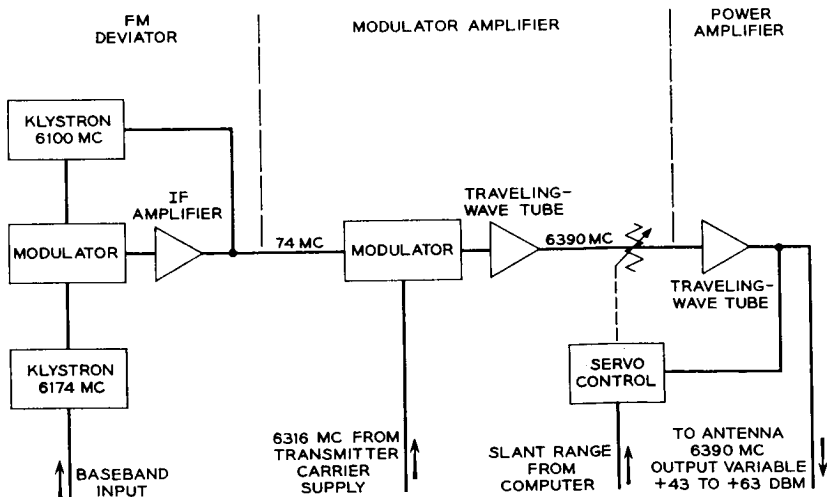 FM
DEVIATOR
MODULATOR AMPLIFIER
POWER
AMPLIFIER
KLYSTRON
6100 MC
IF
AMPLIFIER
MODULATOR
74 MC
MODULATOR
TRAVELING-
WAVE TUBE
6390 MC
TRAVELING-
WAVE TUBE
KLYSTRON
6174 MC
SERVO
CONTROL
BASEBAND
INPUT
6316 MC FROM
TRANSMITTER
CARRIER
SUPPLY
SLANT RANGE
FROM
COMPUTER
TO ANTENNA
6390 MC
OUTPUT VARIABLE
+43 TO +63 DBM